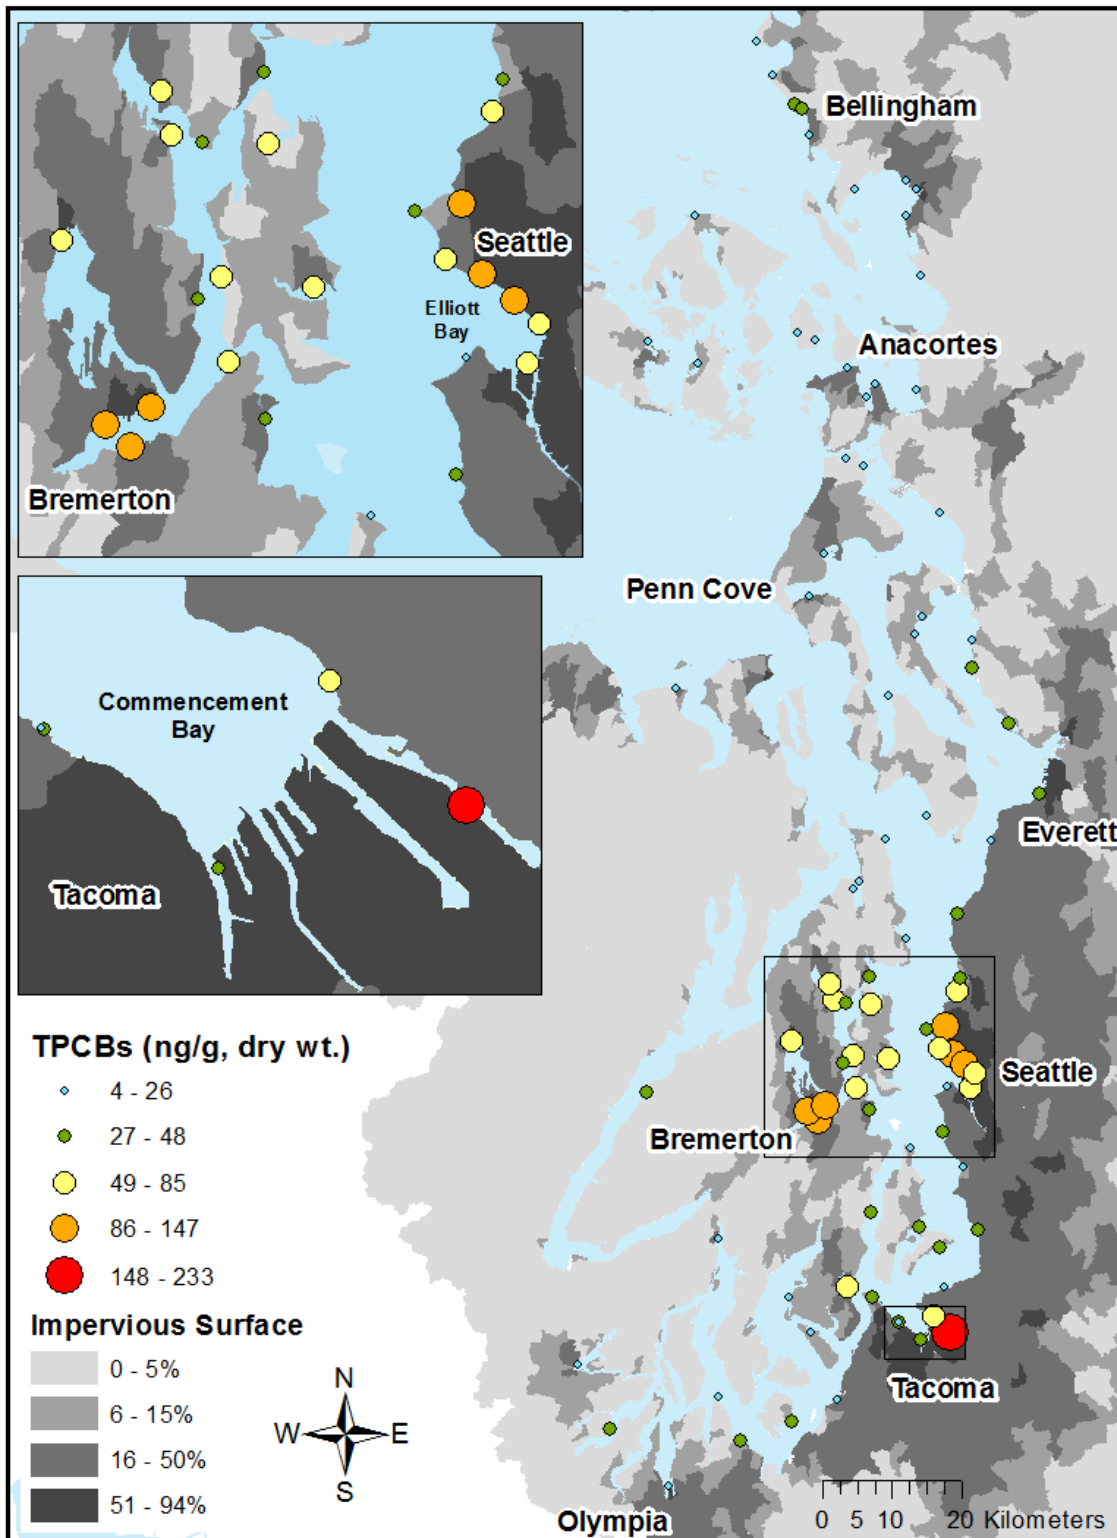 Seattle
Elliott
Bay
Bremerton
Commencement
Bay
Tacoma
Bellingham
Anacortes
Penn Cove
Everett
Seattle
Bremerton
Tacoma
Olympia
TPCBs (ng/g, dry wt.)
4 - 26
27 - 48
49 - 85
86 - 147
148 - 233
Impervious Surface
0 - 5%
6 - 15%
16 - 50%
51 - 94%
N
W E
S
0 5 10 20 Kilometers